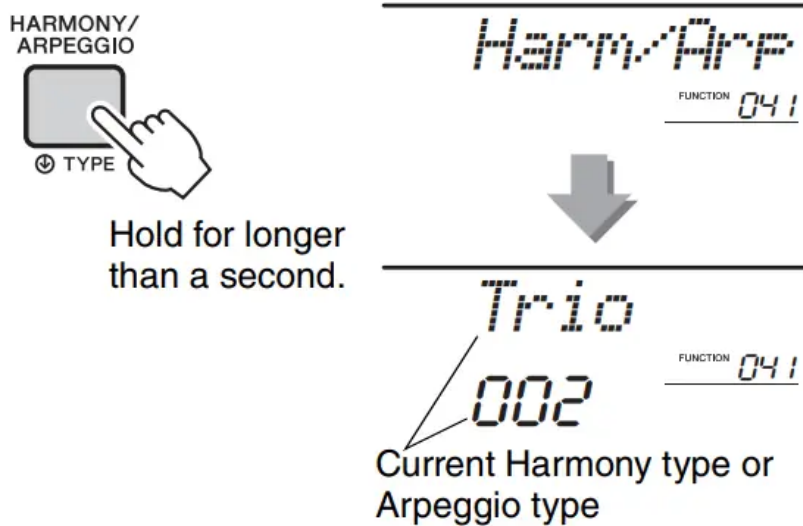 HARMONY/
ARPEGGIO
TYPE
Hold for longer
than a second.
Harm/Arp
FUNCTION 041
Trio
FUNCTION 041
002
Current Harmony type or
Arpeggio type